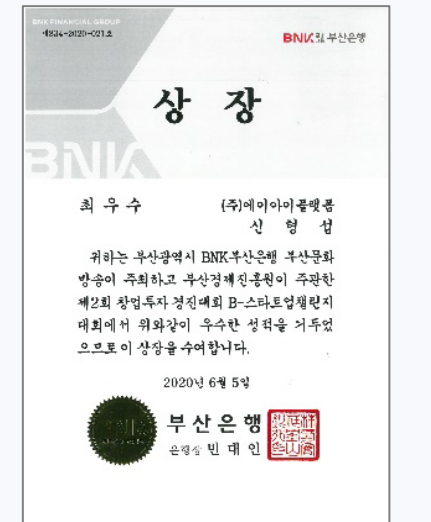 BNK FINANCIAL GROUP
제834-2020-021호
BNK 부산은행
상 장
BNK
최 우 수
(주)에이아이플랫폼
신 형 섭
귀하는 부산광역시 BNK부산은행 부산문화
방송이 주최하고 부산경제진흥원이 주관한
제2회 창업투자 경진대회 B-스타트업챌린지
대회에서 위와같이 우수한 성적을 거두었
으므로 이 상장을 수여합니다.
2020년 6월 5일
부 산 은 행
은행장 빈 대 인